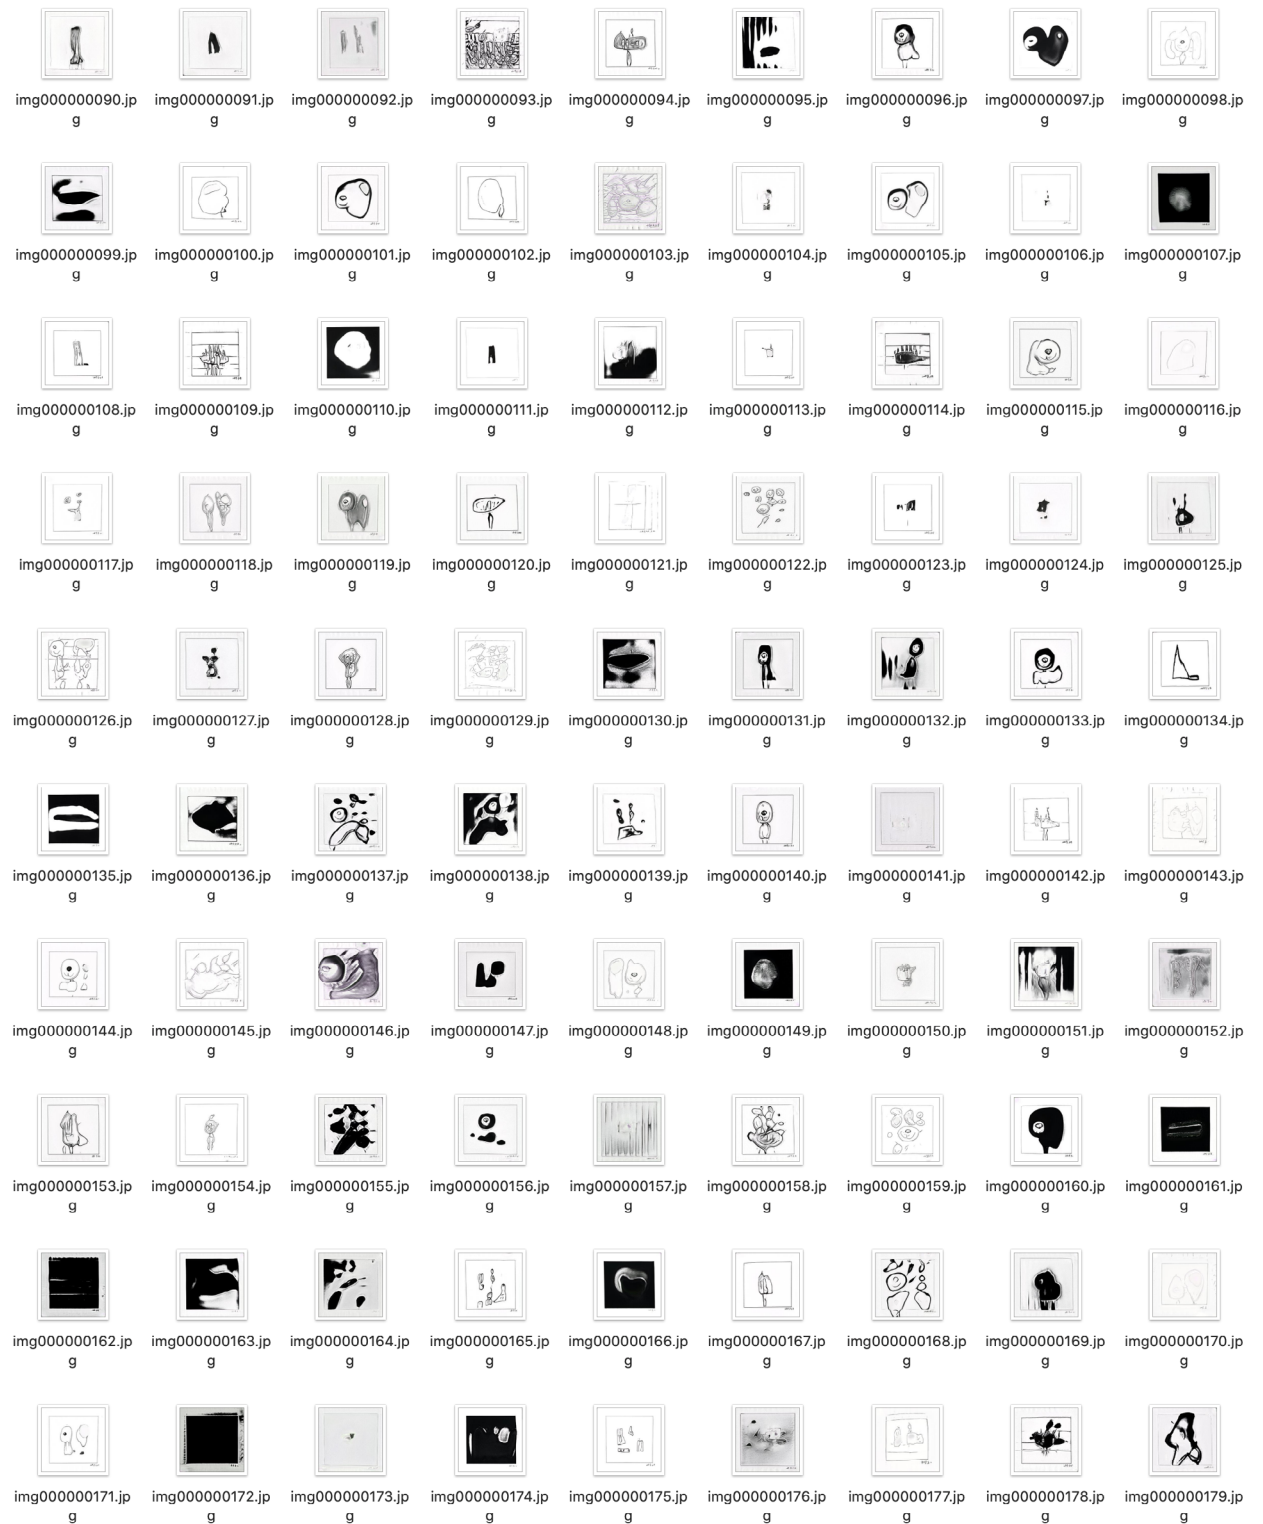 img000000090.jp
g
img000000091.jp
g
img000000092.jp
g
img000000093.jp
g
img000000094.jp
g
img000000095.jp
g
img000000096.jp
g
img000000097.jp
g
img000000098.jp
g
img000000099.jp
g
img000000100.jp
g
img000000101.jp
g
img000000102.jp
g
img000000103.jp
g
img000000104.jp
g
img000000105.jp
g
img000000106.jp
g
img000000107.jp
g
img000000108.jp
g
img000000109.jp
g
img000000110.jp
g
img000000111.jp
g
img000000112.jp
g
img000000113.jp
g
img000000114.jp
g
img000000115.jp
g
img000000116.jp
g
img000000117.jp
g
img000000118.jp
g
img000000119.jp
g
img000000120.jp
g
img000000121.jp
g
img000000122.jp
g
img000000123.jp
g
img000000124.jp
g
img000000125.jp
g
img000000126.jp
g
img000000127.jp
g
img000000128.jp
g
img000000129.jp
g
img000000130.jp
g
img000000131.jp
g
img000000132.jp
g
img000000133.jp
g
img000000134.jp
g
img000000135.jp
g
img000000136.jp
g
img000000137.jp
g
img000000138.jp
g
img000000139.jp
g
img000000140.jp
g
img000000141.jp
g
img000000142.jp
g
img000000143.jp
g
img000000144.jp
g
img000000145.jp
g
img000000146.jp
g
img000000147.jp
g
img000000148.jp
g
img000000149.jp
g
img000000150.jp
g
img000000151.jp
g
img000000152.jp
g
img000000153.jp
g
img000000154.jp
g
img000000155.jp
g
img000000156.jp
g
img000000157.jp
g
img000000158.jp
g
img000000159.jp
g
img000000160.jp
g
img000000161.jp
g
img000000162.jp
g
img000000163.jp
g
img000000164.jp
g
img000000165.jp
g
img000000166.jp
g
img000000167.jp
g
img000000168.jp
g
img000000169.jp
g
img000000170.jp
g
img000000171.jp
g
img000000172.jp
g
img000000173.jp
g
img000000174.jp
g
img000000175.jp
g
img000000176.jp
g
img000000177.jp
g
img000000178.jp
g
img000000179.jp
g